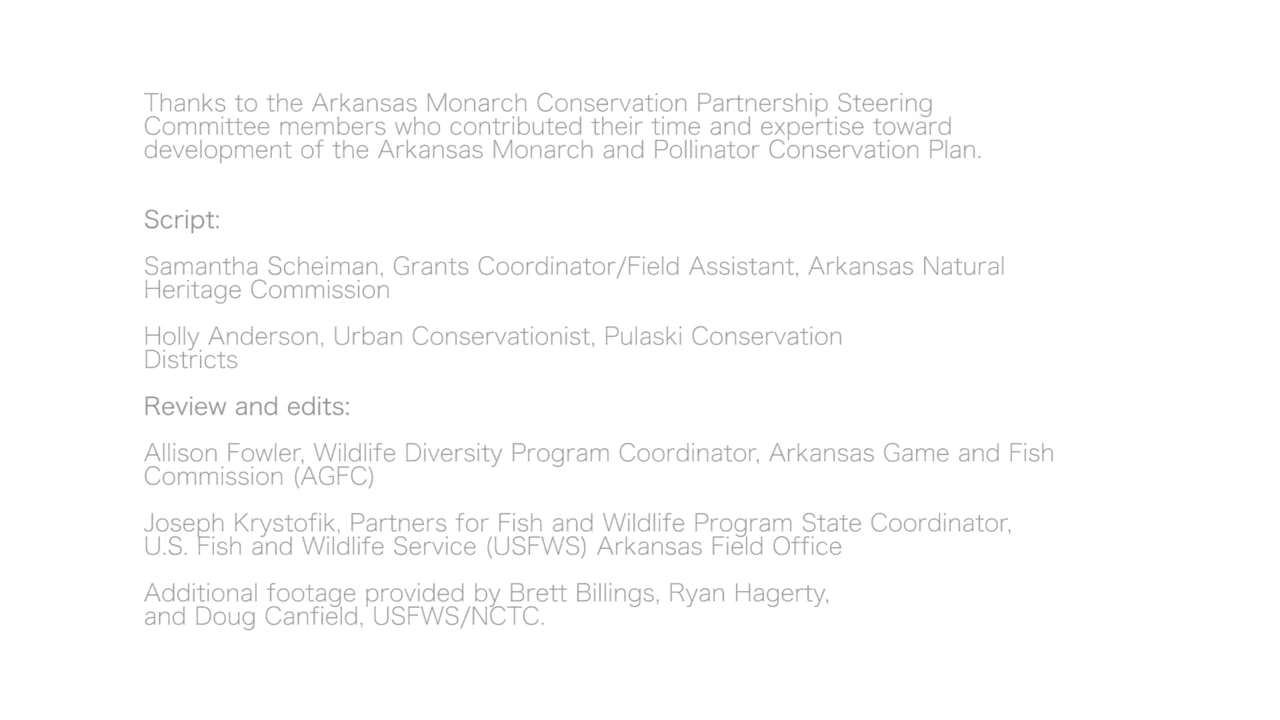 Thanks to the Arkansas Monarch Conservation Partnership Steering
Committee members who contributed their time and expertise toward
development of the Arkansas Monarch and Pollinator Conservation Plan.
Script:
Samantha Scheiman, Grants Coordinator/Field Assistant, Arkansas Natural
Heritage Commission
Holly Anderson, Urban Conservationist, Pulaski Conservation
Districts
Review and edits:
Allison Fowler, Wildlife Diversity Program Coordinator, Arkansas Game and Fish
Commission (AGFC)
Joseph Krystofik, Partners for Fish and Wildlife Program State Coordinator,
U.S. Fish and Wildlife Service (USFWS) Arkansas Field Office
Additional footage provided by Brett Billings, Ryan Hagerty,
and Doug Canfield, USFWS/NCTC.